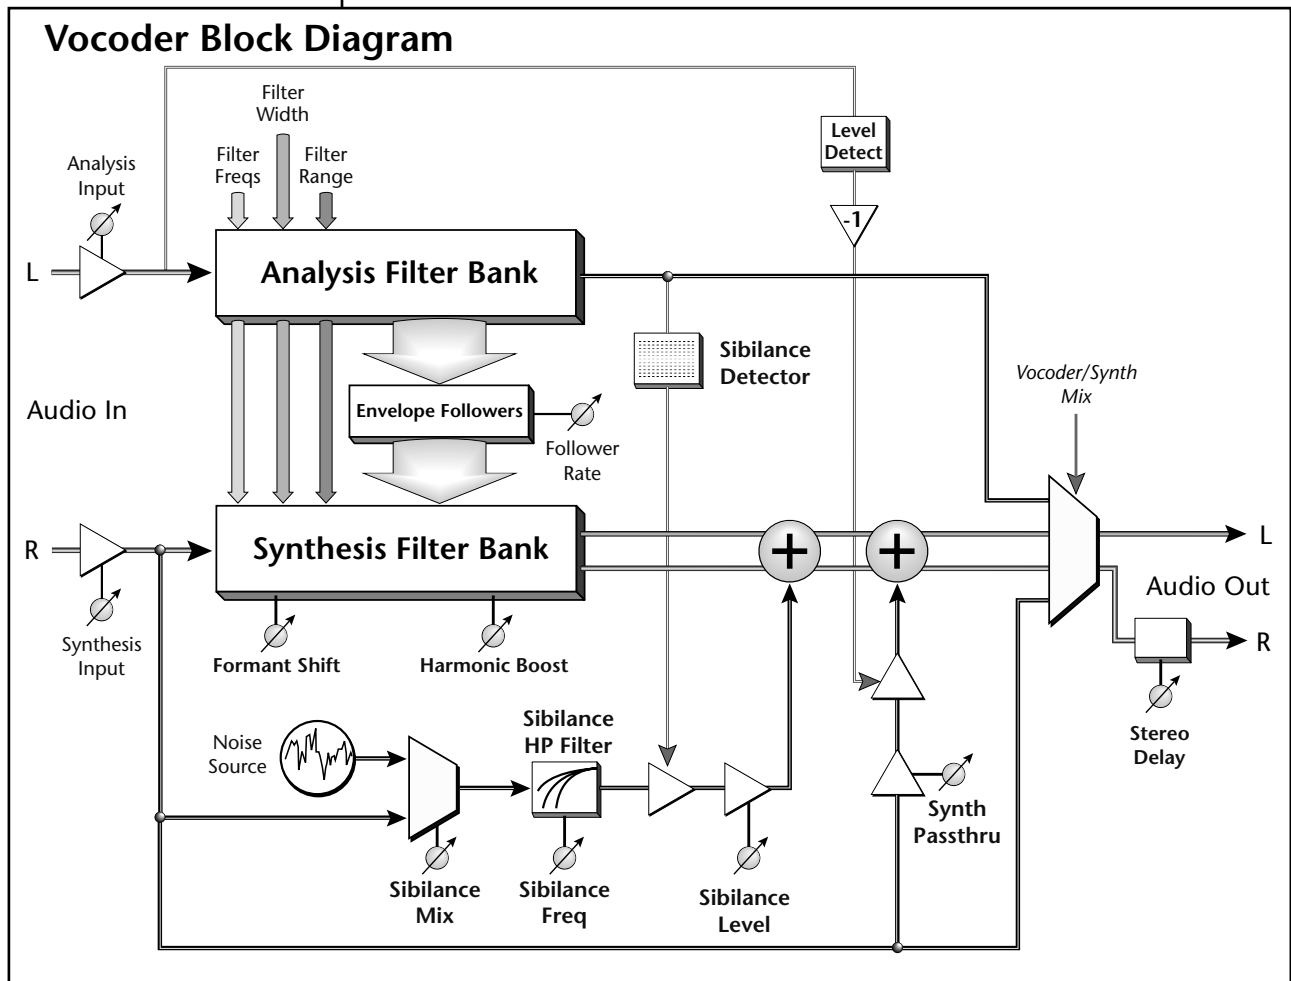 Vocoder Block Diagram
Filter
Width
Filter
Freqs
Filter
Range
Analysis
Input
Level
Detect
-1
L
Analysis Filter Bank
Sibilance
Detector
Vocoder/Synth
Mix
Audio In
Envelope Followers
Follower
Rate
R
Synthesis Filter Bank
+
+
L
Audio Out
R
Synthesis
Input
Formant Shift
Harmonic Boost
Stereo
Delay
Noise
Source
Sibilance
HP Filter
Synth
Passthru
Sibilance
Mix
Sibilance
Freq
Sibilance
Level